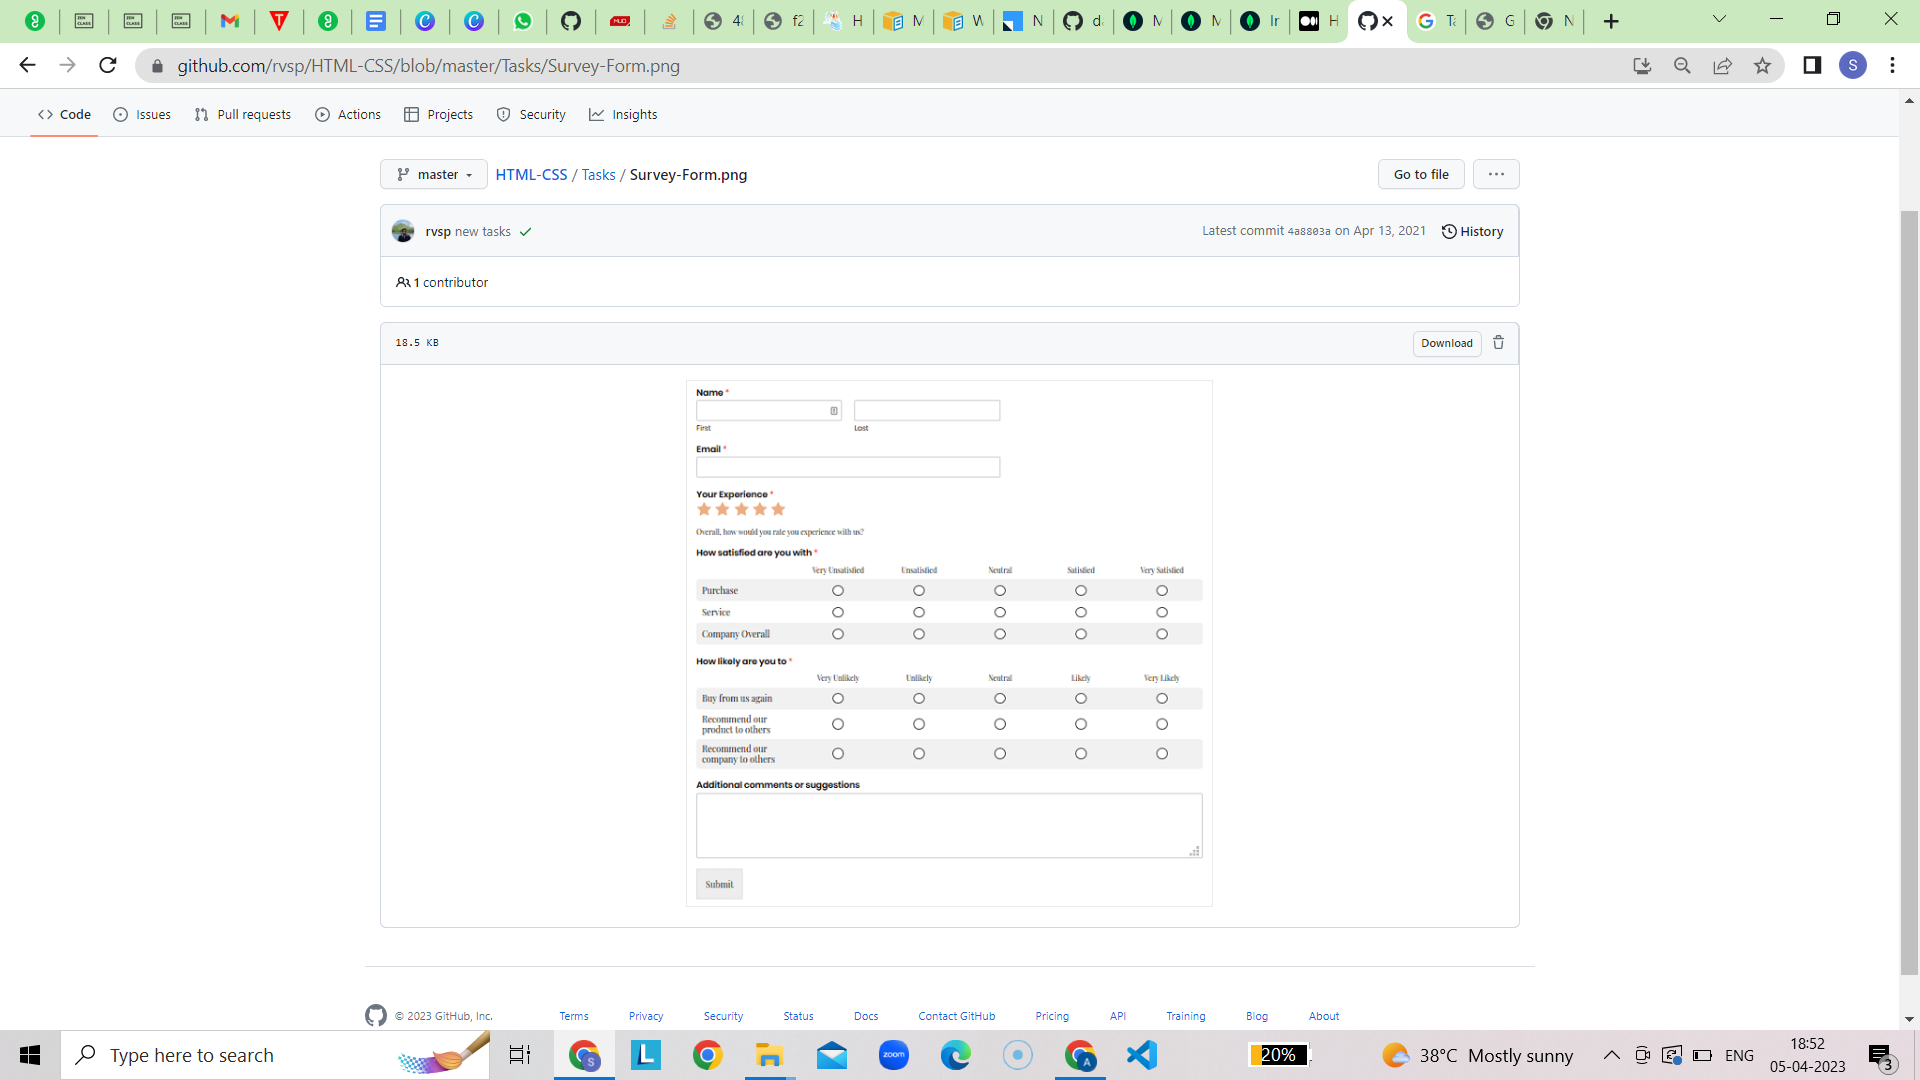 48
f2
H
M
W
N
d
M
M
In
H
Ta
G
N
github.com/rvsp/HTML-CSS/blob/master/Tasks/Survey-Form.png
S
Code
Issues
Pull requests
Actions
Projects
Security
Insights
master
HTML-CSS / Tasks / Survey-Form.png
Go to file
rvsp new tasks
Latest commit 4a8803a on Apr 13, 2021
History
1 contributor
18.5 KB
Download
Name *
First
Last
Email *
Your Experience *
Overall, how would you rate you experience with us?
How satisfied are you with *
Very Unsatisfied Unsatisfied Neutral Satisfied Very Satisfied
Purchase
Service
Company Overall
How likely are you to *
Very Unlikely Unlikely Neutral Likely Very Likely
Buy from us again
Recommend our
product to others
Recommend our
company to others
Additional comments or suggestions
Submit
© 2023 GitHub, Inc.
Terms
Privacy
Security
Status
Docs
Contact GitHub
Pricing
API
Training
Blog
About
Type here to search
zoom
20%
38°C Mostly sunny
ENG
18:52
05-04-2023
3